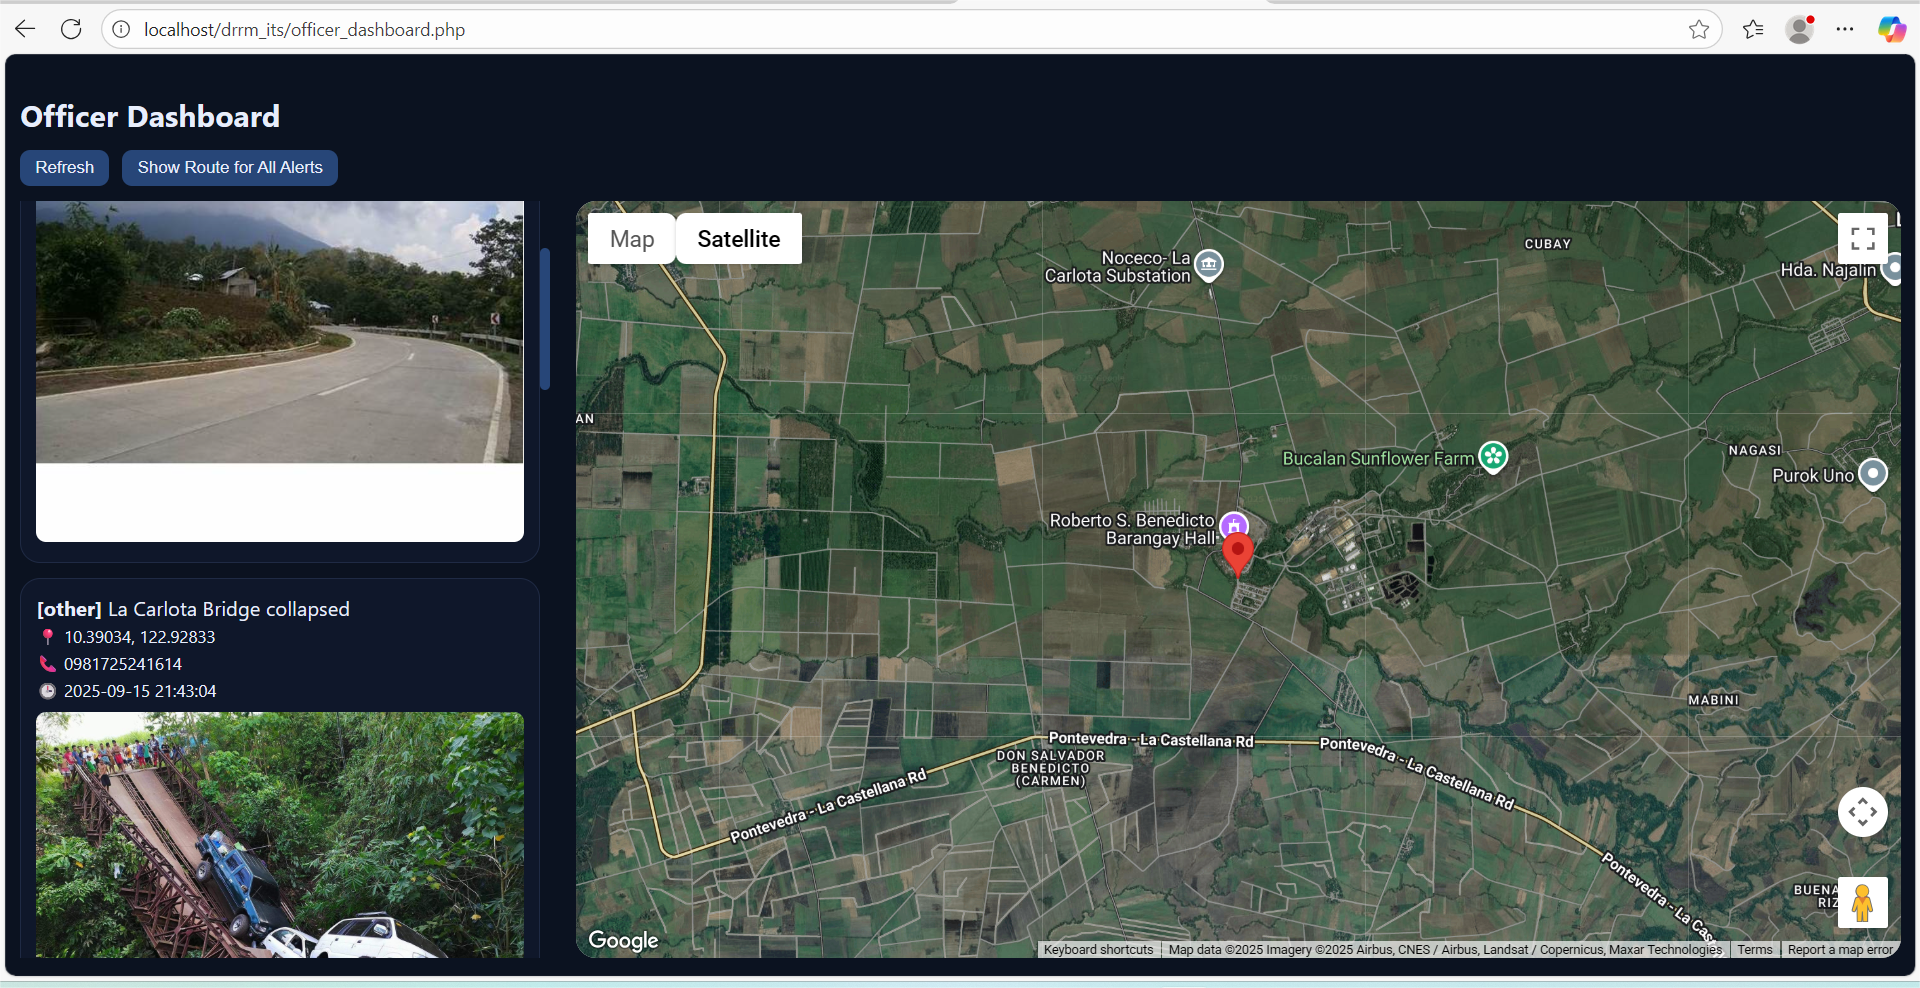 localhost/drrm_its/officer_dashboard.php
Officer Dashboard
Refresh
Show Route for All Alerts
[other] La Carlota Bridge collapsed
10.39034, 122.92833
0981725241614
2025-09-15 21:43:04
Map
Satellite
Noceco- La
Carlota Substation
CUBAY
Hda. Najalin
AN
Bucalan Sunflower Farm
NAGASI
Purok Uno
Roberto S. Benedicto
Barangay Hall
MABINI
Pontevedra - La Castellana Rd
Pontevedra - La Castellana Rd
DON SALVADOR
BENEDICTO
(CARMEN)
Pontevedra - La Castellana Rd
Pontevedra - La Cast
BUENA
RIZ
Google
Keyboard shortcuts
Map data ©2025 Imagery ©2025 Airbus, CNES / Airbus, Landsat / Copernicus, Maxar Technologies
Terms
Report a map error